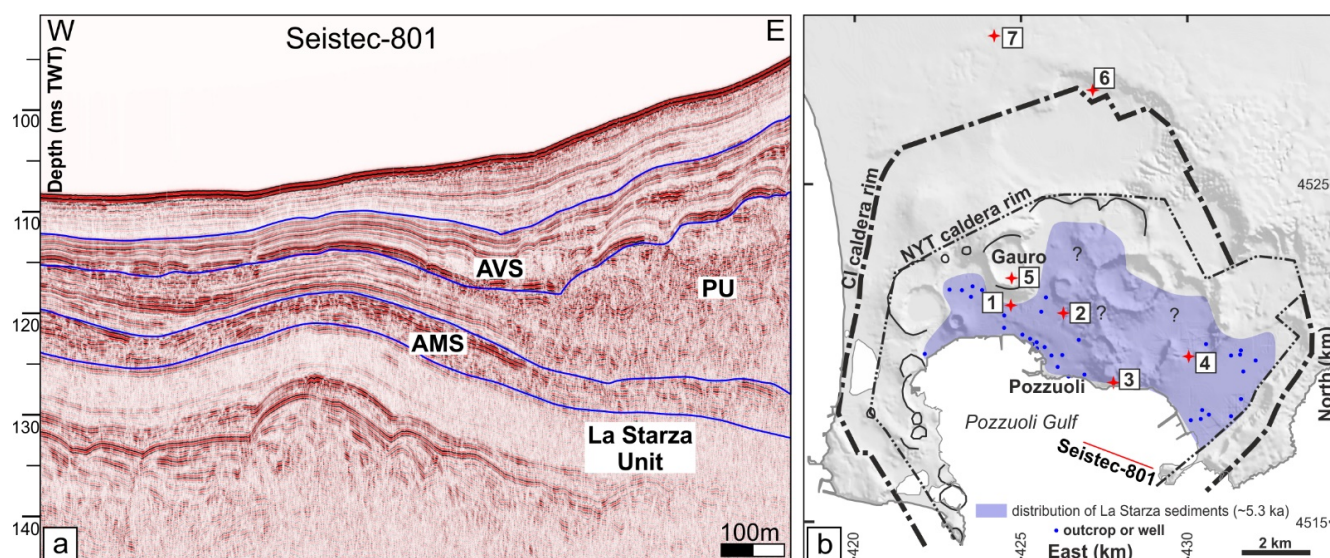 W
Seistec-801
E
Depth (ms TWT)
100
110
120
130
140
AVS
PU
AMS
La Starza
Unit
a
100m
7
6
CI caldera rim
NYT caldera rim
4525
Gauro
?
5
1
2
?
?
4
3
Pozzuoli
Pozzuoli Gulf
Seistec-801
North (km)
distribution of La Starza sediments (~5.3 ka)
outcrop or well
4515
b
420
425
430
East (km)
2 km